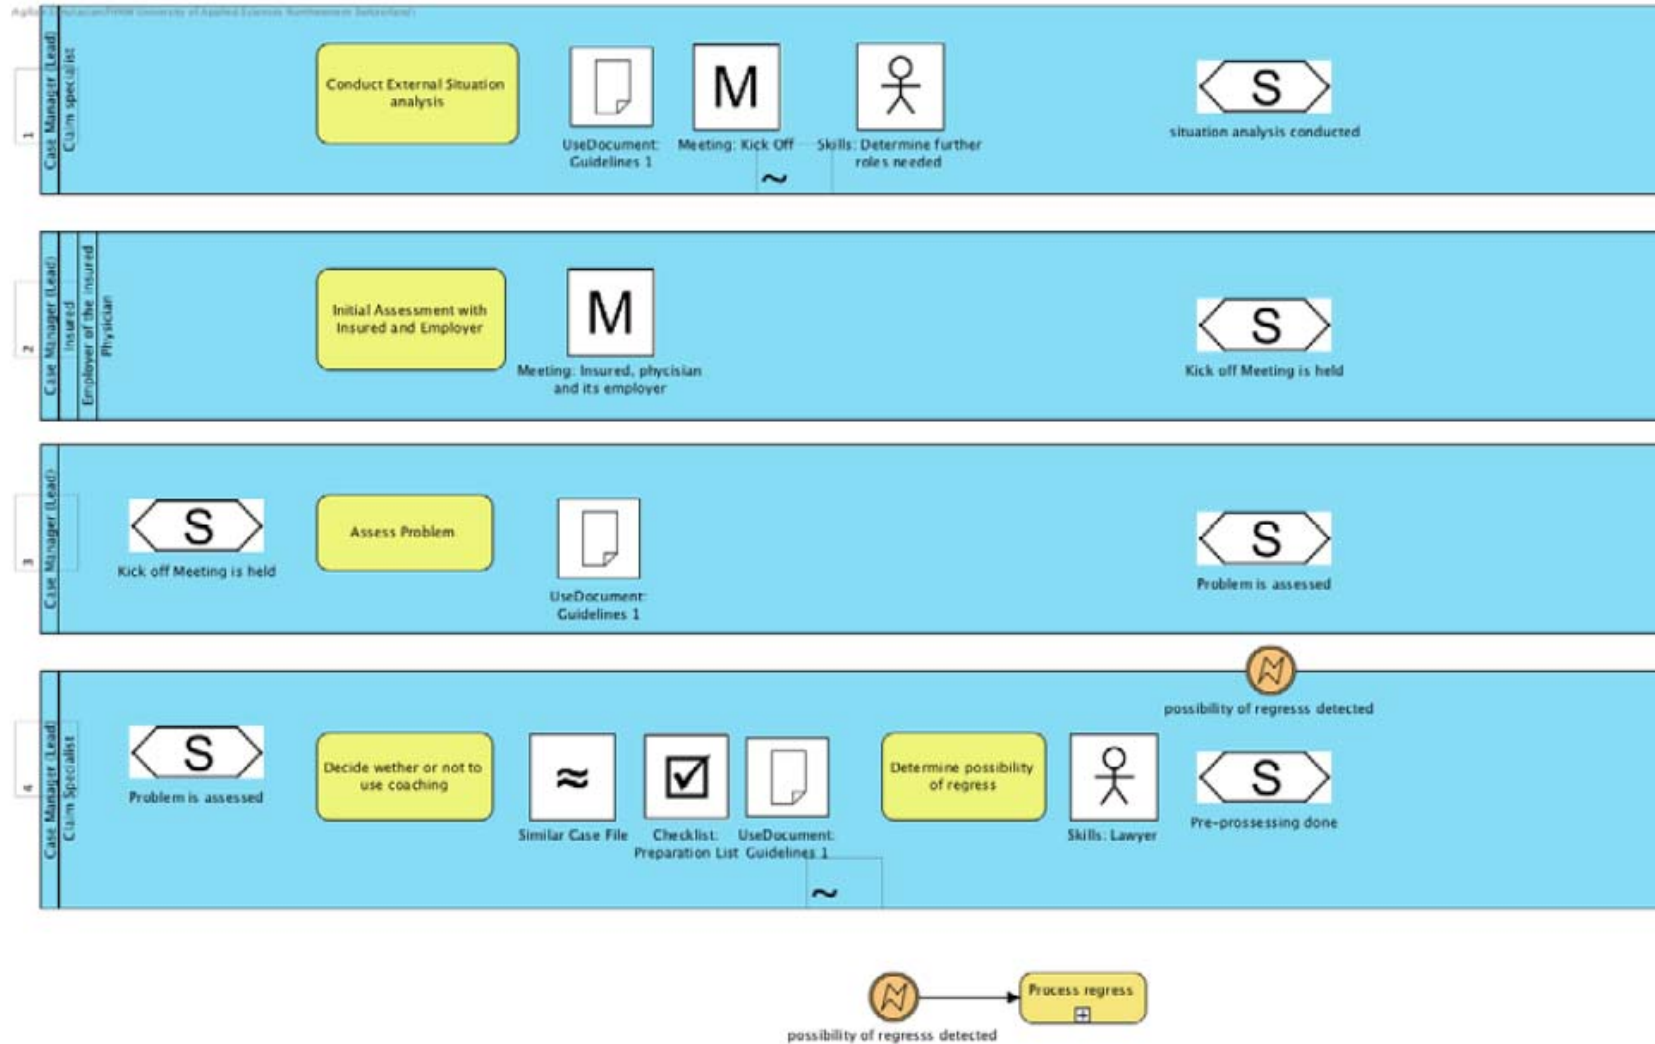 Case Manager (Lead)
Claim specialist
1
Conduct External Situation
analysis
UseDocument:
Guidelines 1
M
Meeting: Kick Off
Skills: Determine further
roles needed
~
S
situation analysis conducted
Case Manager (Lead)
Insured
Employer of the insured
Physician
2
Initial Assessment with
Insured and Employer
M
Meeting: Insured, phycisian
and its employer
S
Kick off Meeting is held
Case Manager (Lead)
3
S
Kick off Meeting is held
Assess Problem
UseDocument:
Guidelines 1
S
Problem is assessed
possibility of regresss detected
Case Manager (Lead)
Claim Specialist
4
S
Problem is assessed
Decide wether or not to
use coaching
≈
Similar Case File
Checklist:
Preparation List
UseDocument:
Guidelines 1
~
Determine possibility
of regress
Skills: Lawyer
S
Pre-prossessing done
possibility of regresss detected
Process regress